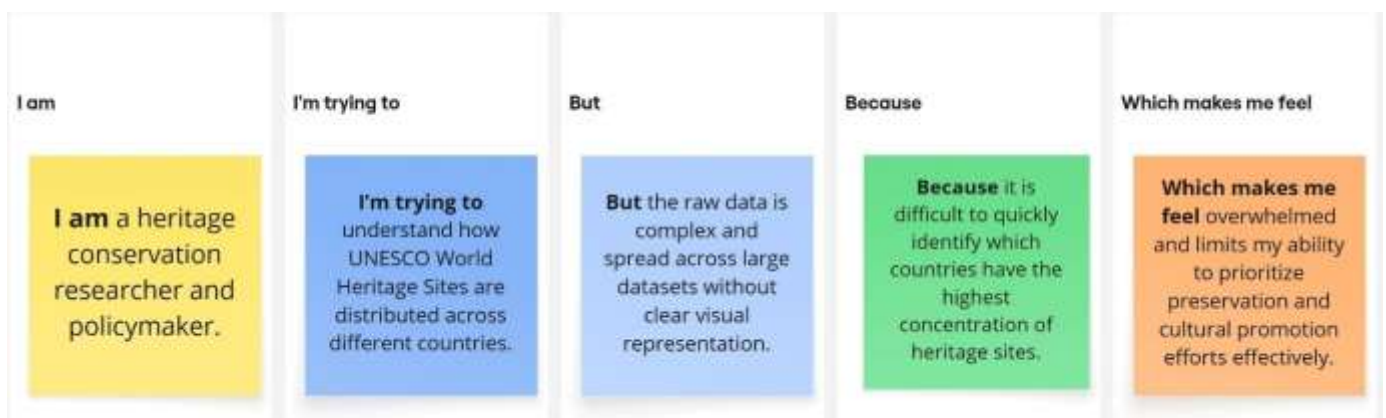 I am
I'm trying to
But
Because
Which makes me feel
I am a heritage
conservation
researcher and
policymaker.
I'm trying to
understand how
UNESCO World
Heritage Sites are
distributed across
different countries.
But the raw data is
complex and
spread across large
datasets without
clear visual
representation.
Because it is
difficult to quickly
identify which
countries have the
highest
concentration of
heritage sites.
Which makes me
feel overwhelmed
and limits my ability
to prioritize
preservation and
cultural promotion
efforts effectively.